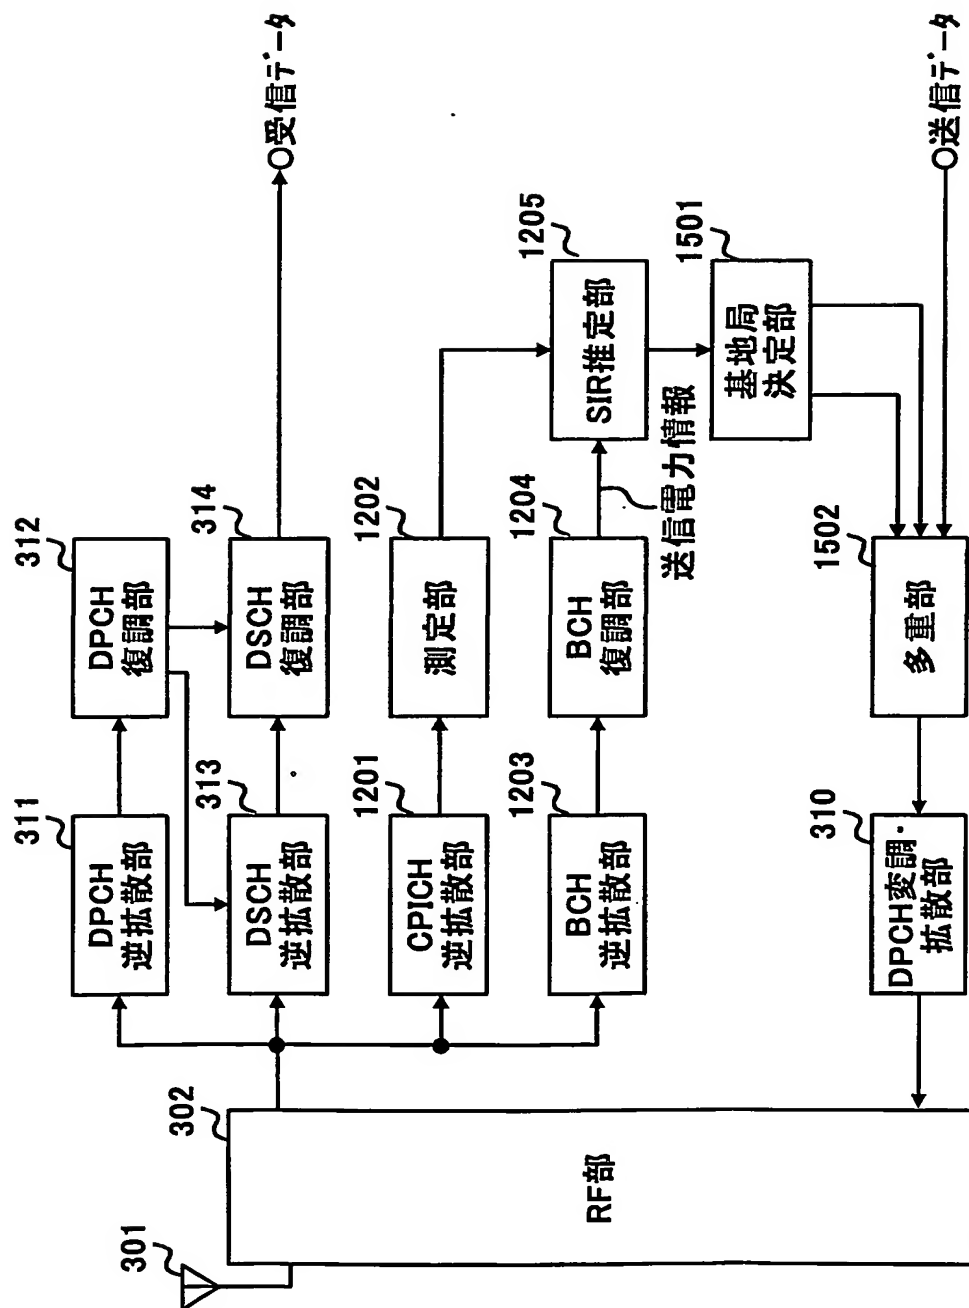 301
302
RF部
311
DPCH
逆拡散部
312
DPCH
復調部
313
DSCH
逆拡散部
314
DSCH
復調部
受信データ
1201
CPICH
逆拡散部
1202
測定部
1203
BCH
逆拡散部
1204
BCH
復調部
送信電力情報
1205
SIR推定部
1501
基地局
決定部
310
DPCH変調・
拡散部
1502
多重部
送信データ